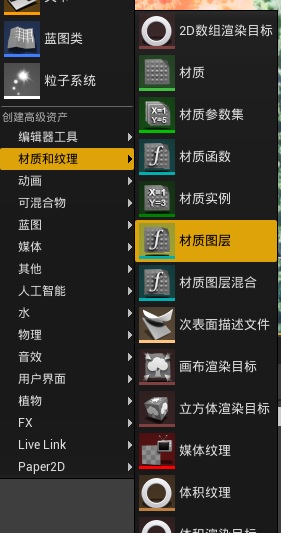 蓝图类
粒子系统
创建高级资产
编辑器工具
材质和纹理
动画
可混合物
蓝图
媒体
其他
人工智能
水
物理
音效
用户界面
植物
FX
Live Link
Paper2D
2D数组渲染目标
材质
X=1
Y=5
材质参数集
材质函数
X=1
Y=3
材质实例
材质图层
材质图层混合
次表面描述文件
画布渲染目标
立方体渲染目标
媒体纹理
体积纹理